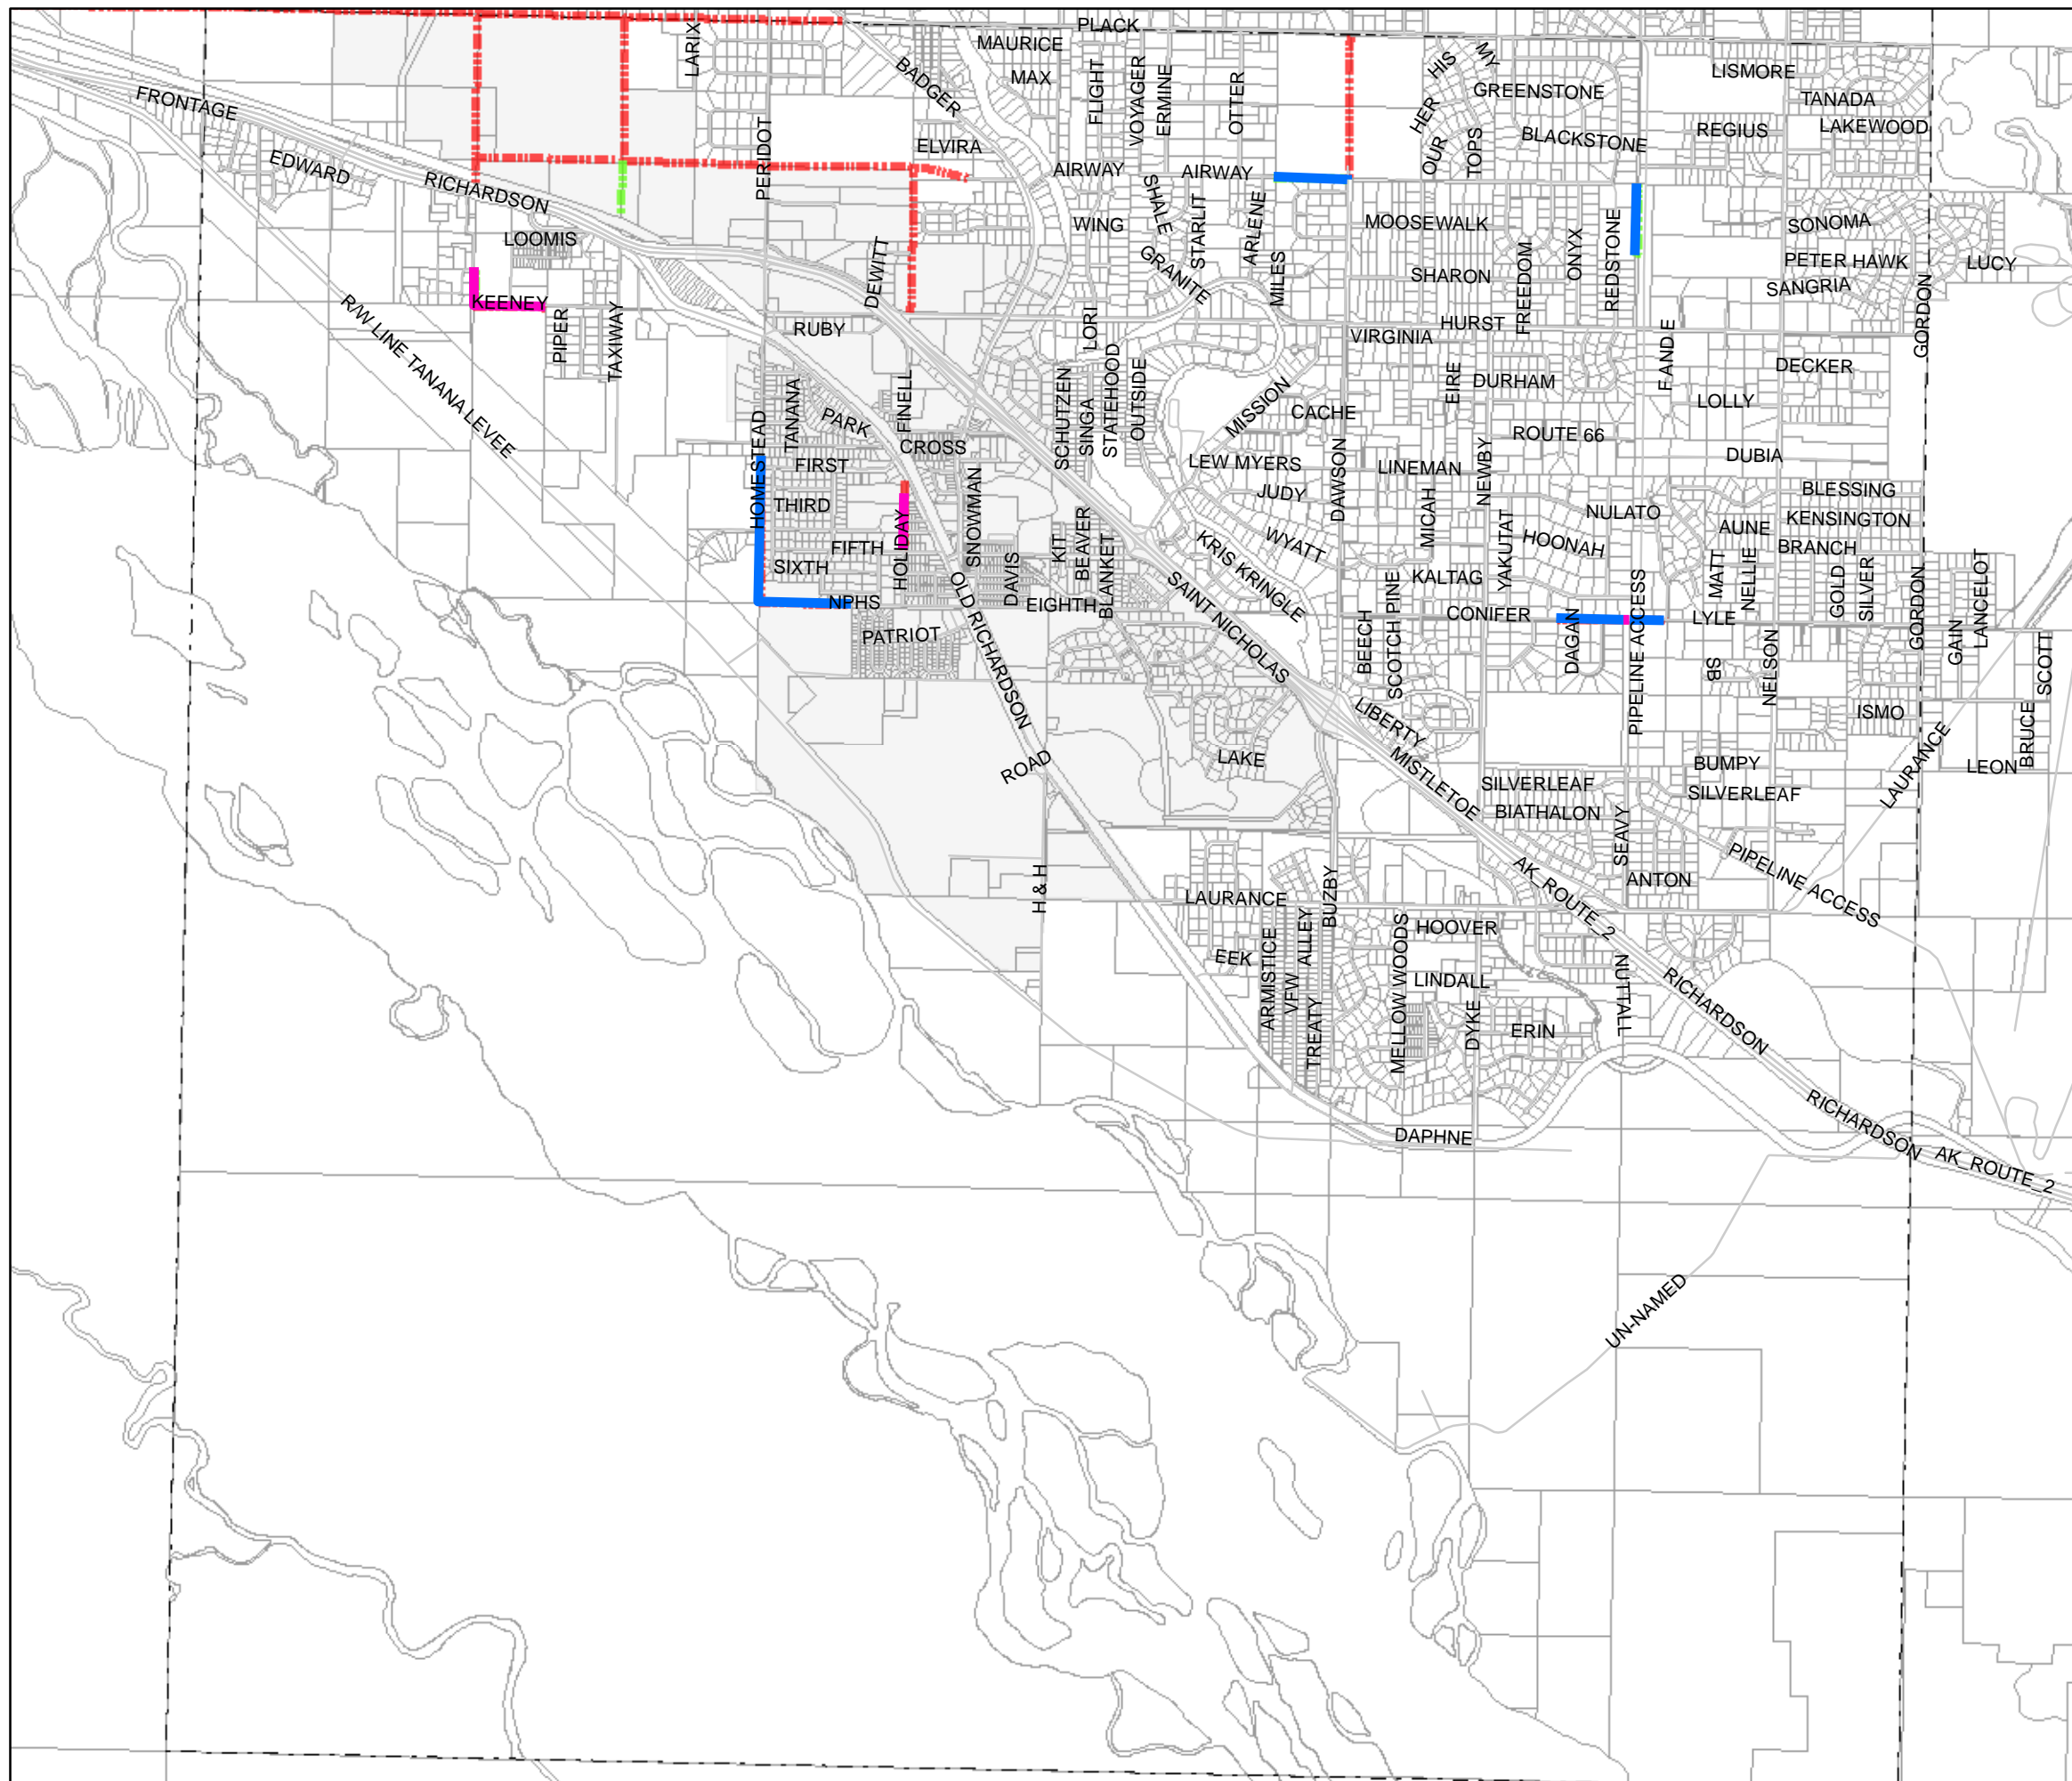 PLACK
LARIX
MAURICE
HIS
MY
BADGER
MAX
LISMORE
FLIGHT
VOYAGER
ERMINE
OTTER
GREENSTONE
TANADA
FRONTAGE
HER
LAKEWOOD
REGIUS
BLACKSTONE
ELVIRA
OUR
TOPS
PERIDOT
EDWARD
AIRWAY
AIRWAY
RICHARDSON
SHALE
STARLIT
ARLENE
WING
MOOSEWALK
REDSTONE
ONYX
FREEDOM
SONOMA
LOOMIS
DEWITT
GRANITE
MILES
SHARON
PETER HAWK
LUCY
SANGRIA
GORDON
KEENEY
PIPER
TAXIWAY
R/W LINE TANANA LEVEE
RUBY
LORI
HURST
VIRGINIA
FANDIE
DECKER
STATEHOOD
OUTSIDE
SCHUTZEN
SINGA
EIRE
DURHAM
TANANA
FINELL
PARK
MISSION
CACHE
LOLLY
HOMESTEAD
CROSS
ROUTE 66
DUBIA
FIRST
LEW MYERS
DAWSON
LINEMAN
NEWBY
THIRD
SNOWMAN
JUDY
MICAH
BLESSING
NULATO
KENSINGTON
AUNE
HOLIDAY
FIFTH
KIT
BEAVER
BLANKET
WYATT
YAKUTAT
HOONAH
BRANCH
SIXTH
DAVIS
KRIS KRINGLE
KALTAG
MATT
NELLIE
GOLD
SILVER
GORDON
LANCELOT
NPHS
EIGHTH
SAINT NICHOLAS
BEECH
SCOTCH PINE
CONIFER
DAGAN
PIPELINE ACCESS
LYLE
PATRIOT
OLD RICHARDSON
SB
NELSON
GAIN
SCOTT
LIBERTY
ISMO
BRUCE
ROAD
LAKE
MISTLETOE
BUMPY
LAURANCE
LEON
SILVERLEAF
SILVERLEAF
BIATHALON
SEAVY
PIPELINE ACCESS
H & H
BUZBY
AK_ROUTE_2
ANTON
LAURANCE
MELLOW WOODS
HOOVER
EEK
ARMISTICE
VFW
ALLEY
TREATY
LINDALL
NUTTALL
RICHARDSON
DYKE
ERIN
DAPHNE
RICHARDSON
AK_ROUTE_2
UN-NAMED